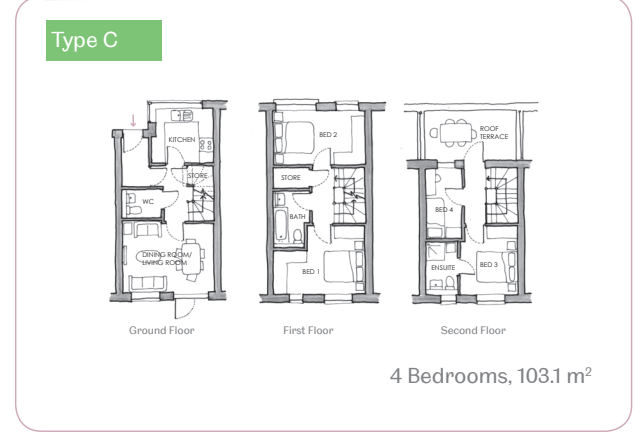 Type C
KITCHEN
STORE
WC
DINING ROOM/
LIVING ROOM
Ground Floor
BED 2
STORE
BATH
BED 1
First Floor
ROOF
TERRACE
BED 4
ENSUITE
BED 3
Second Floor
4 Bedrooms, 103.1 m²